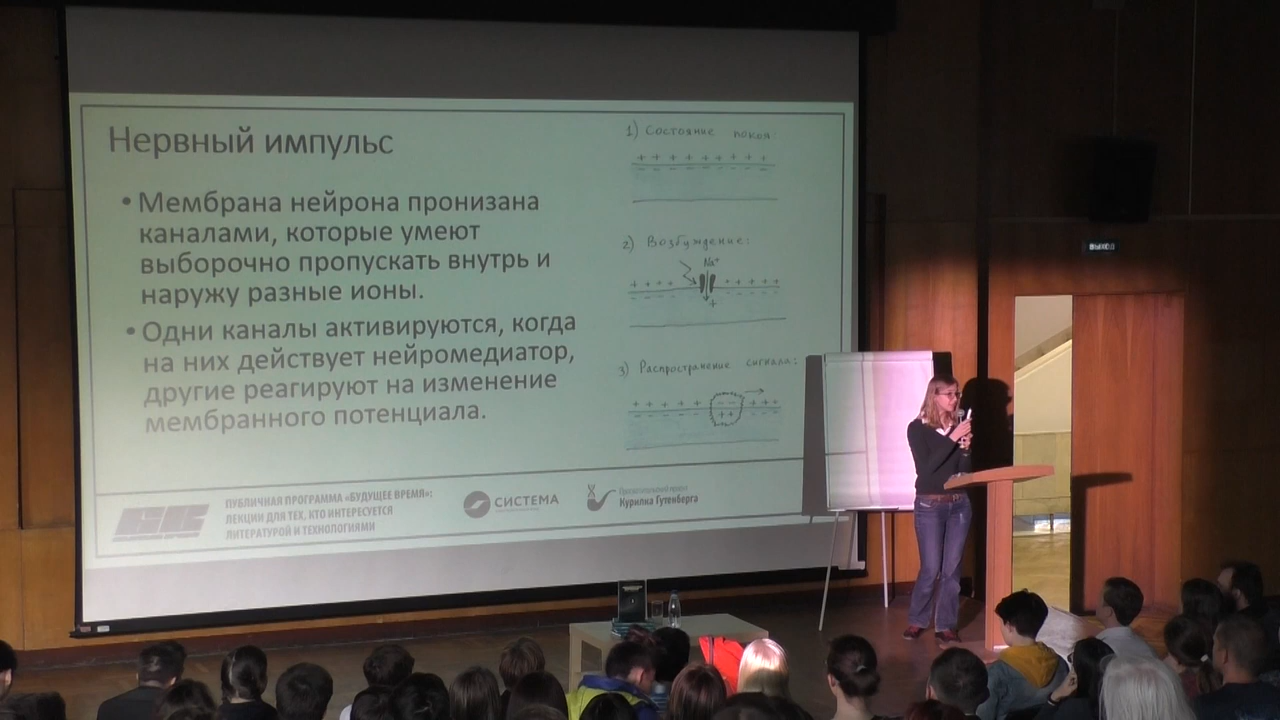 Нервный импульс
• Мембрана нейрона пронизана
каналами, которые умеют
выборочно пропускать внутрь и
наружу разные ионы.
• Одни каналы активируются, когда
на них действует нейромедиатор,
другие реагируют на изменение
мембранного потенциала.
1) Состояние покоя:
+ + + + + + + + +
2) Возбуждение:
Na⁺
3) Распространение сигнала:
ПУБЛИЧНАЯ ПРОГРАММА «БУДУЩЕЕ ВРЕМЯ»:
ЛЕКЦИИ ДЛЯ ТЕХ, КТО ИНТЕРЕСУЕТСЯ
ЛИТЕРАТУРОЙ И ТЕХНОЛОГИЯМИ
СИСТЕМА
Курилка Гутенберга
ВЫХОД